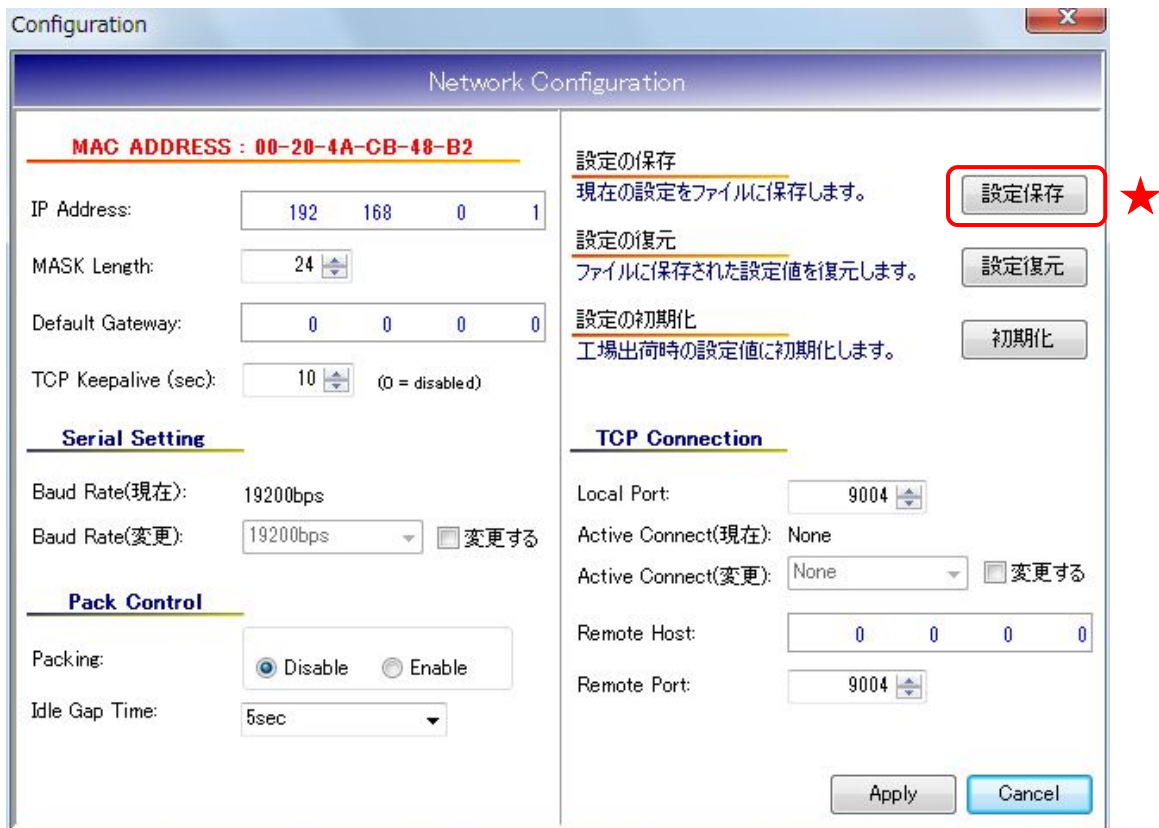 Configuration
Network Configuration
MAC ADDRESS : 00-20-4A-CB-48-B2
IP Address: 192 168 0 1
MASK Length: 24
Default Gateway: 0 0 0 0
TCP Keepalive (sec): 10 (0 = disabled)
Serial Setting
Baud Rate(現在): 19200bps
Baud Rate(変更): 19200bps 変更する
Pack Control
Packing: Disable Enable
Idle Gap Time: 5sec
設定の保存
現在の設定をファイルに保存します。 設定保存
設定の復元
ファイルに保存された設定値を復元します。 設定復元
設定の初期化
工場出荷時の設定値に初期化します。 初期化
TCP Connection
Local Port: 9004
Active Connect(現在): None
Active Connect(変更): None 変更する
Remote Host: 0 0 0 0
Remote Port: 9004
Apply Cancel